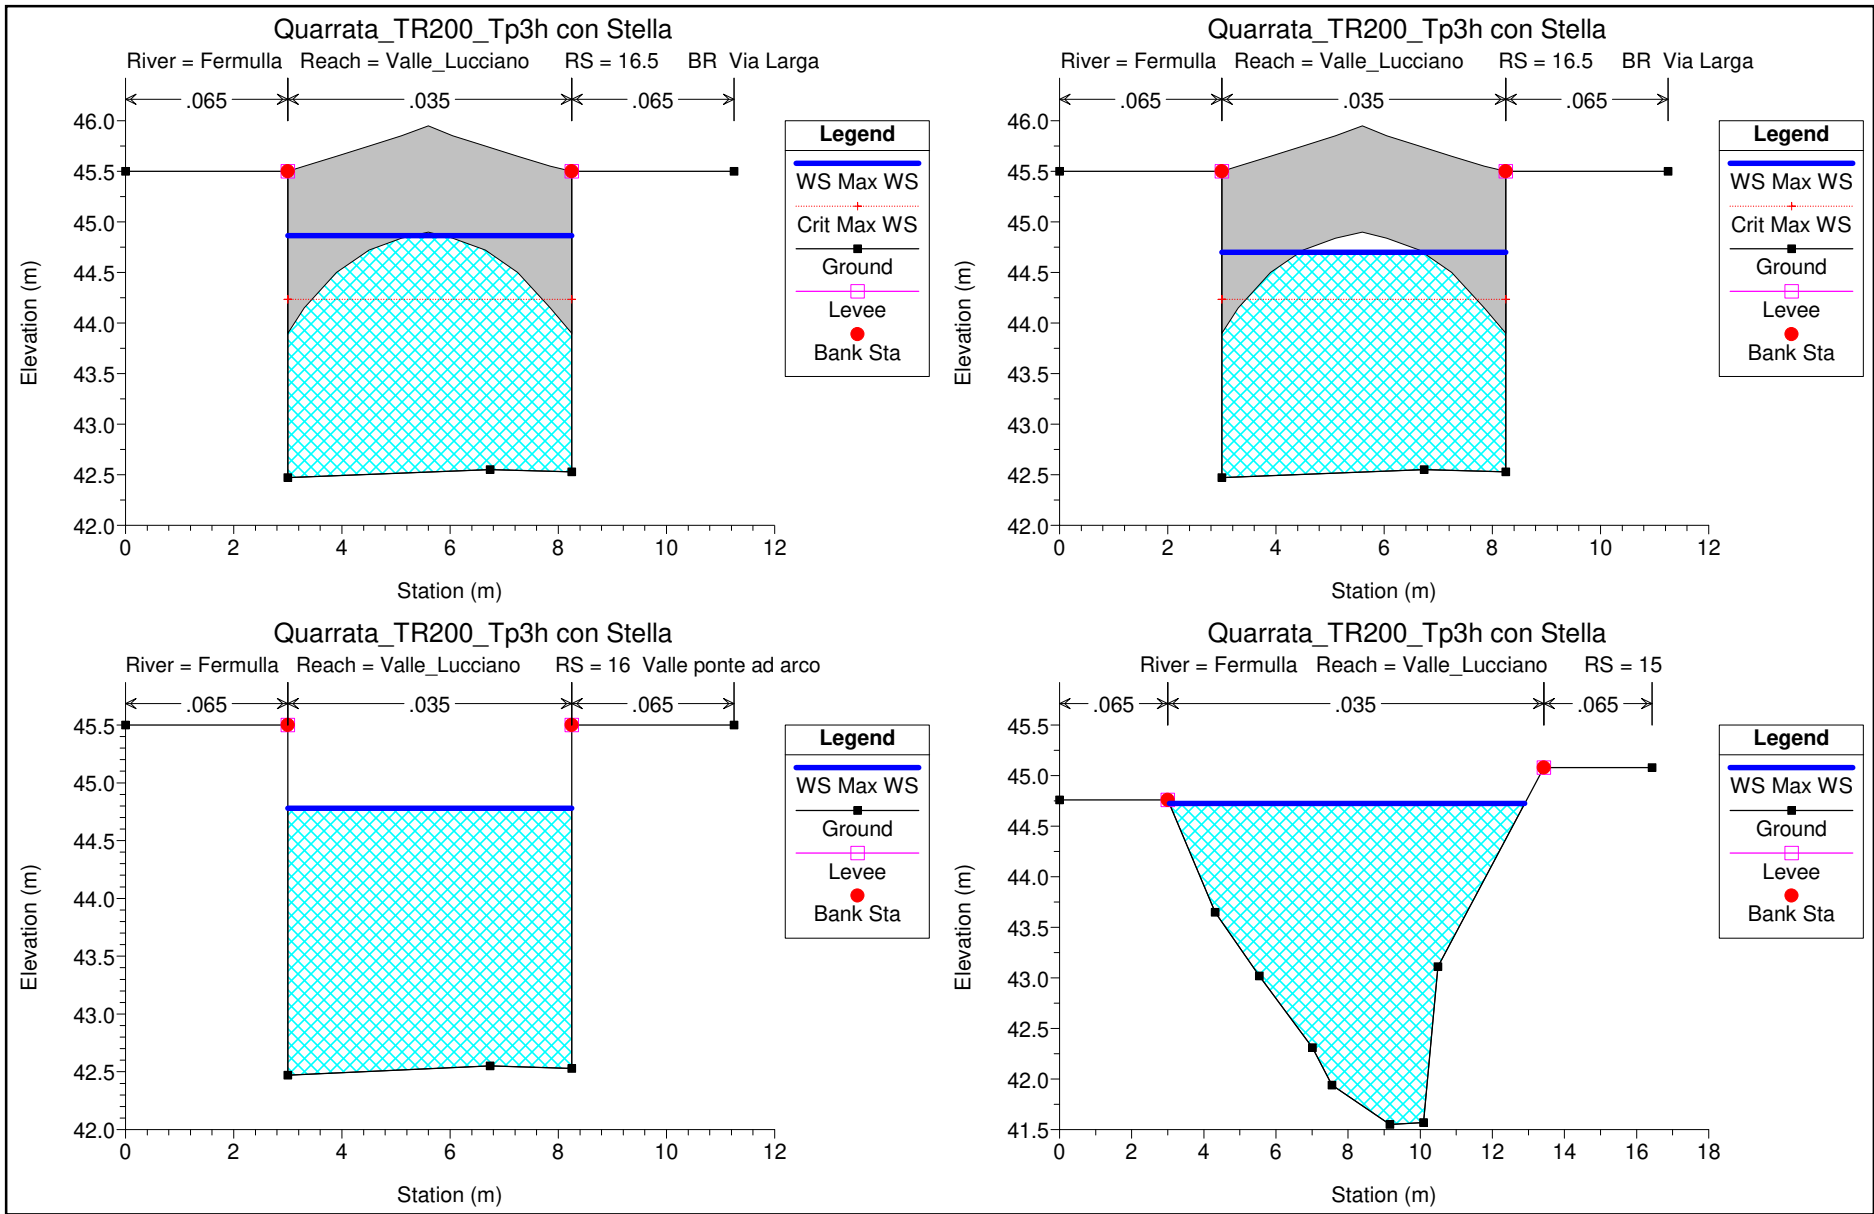 Quarrata_TR200_Tp3h con Stella
River = Fermulla Reach = Valle_Lucciano RS = 16.5 BR Via Larga
.065 .035 .065
46.0
45.5
45.0
44.5
44.0
43.5
43.0
42.5
42.0
Elevation (m)
0 2 4 6 8 10 12
Station (m)
Legend
WS Max WS
Crit Max WS
Ground
Levee
Bank Sta
Quarrata_TR200_Tp3h con Stella
River = Fermulla Reach = Valle_Lucciano RS = 16.5 BR Via Larga
.065 .035 .065
46.0
45.5
45.0
44.5
44.0
43.5
43.0
42.5
42.0
Elevation (m)
0 2 4 6 8 10 12
Station (m)
Legend
WS Max WS
Crit Max WS
Ground
Levee
Bank Sta
Quarrata_TR200_Tp3h con Stella
River = Fermulla Reach = Valle_Lucciano RS = 16 Valle ponte ad arco
.065 .035 .065
45.5
45.0
44.5
44.0
43.5
43.0
42.5
42.0
Elevation (m)
0 2 4 6 8 10 12
Station (m)
Legend
WS Max WS
Ground
Levee
Bank Sta
Quarrata_TR200_Tp3h con Stella
River = Fermulla Reach = Valle_Lucciano RS = 15
.065 .035 .065
45.5
45.0
44.5
44.0
43.5
43.0
42.5
42.0
41.5
Elevation (m)
0 2 4 6 8 10 12 14 16 18
Station (m)
Legend
WS Max WS
Ground
Levee
Bank Sta